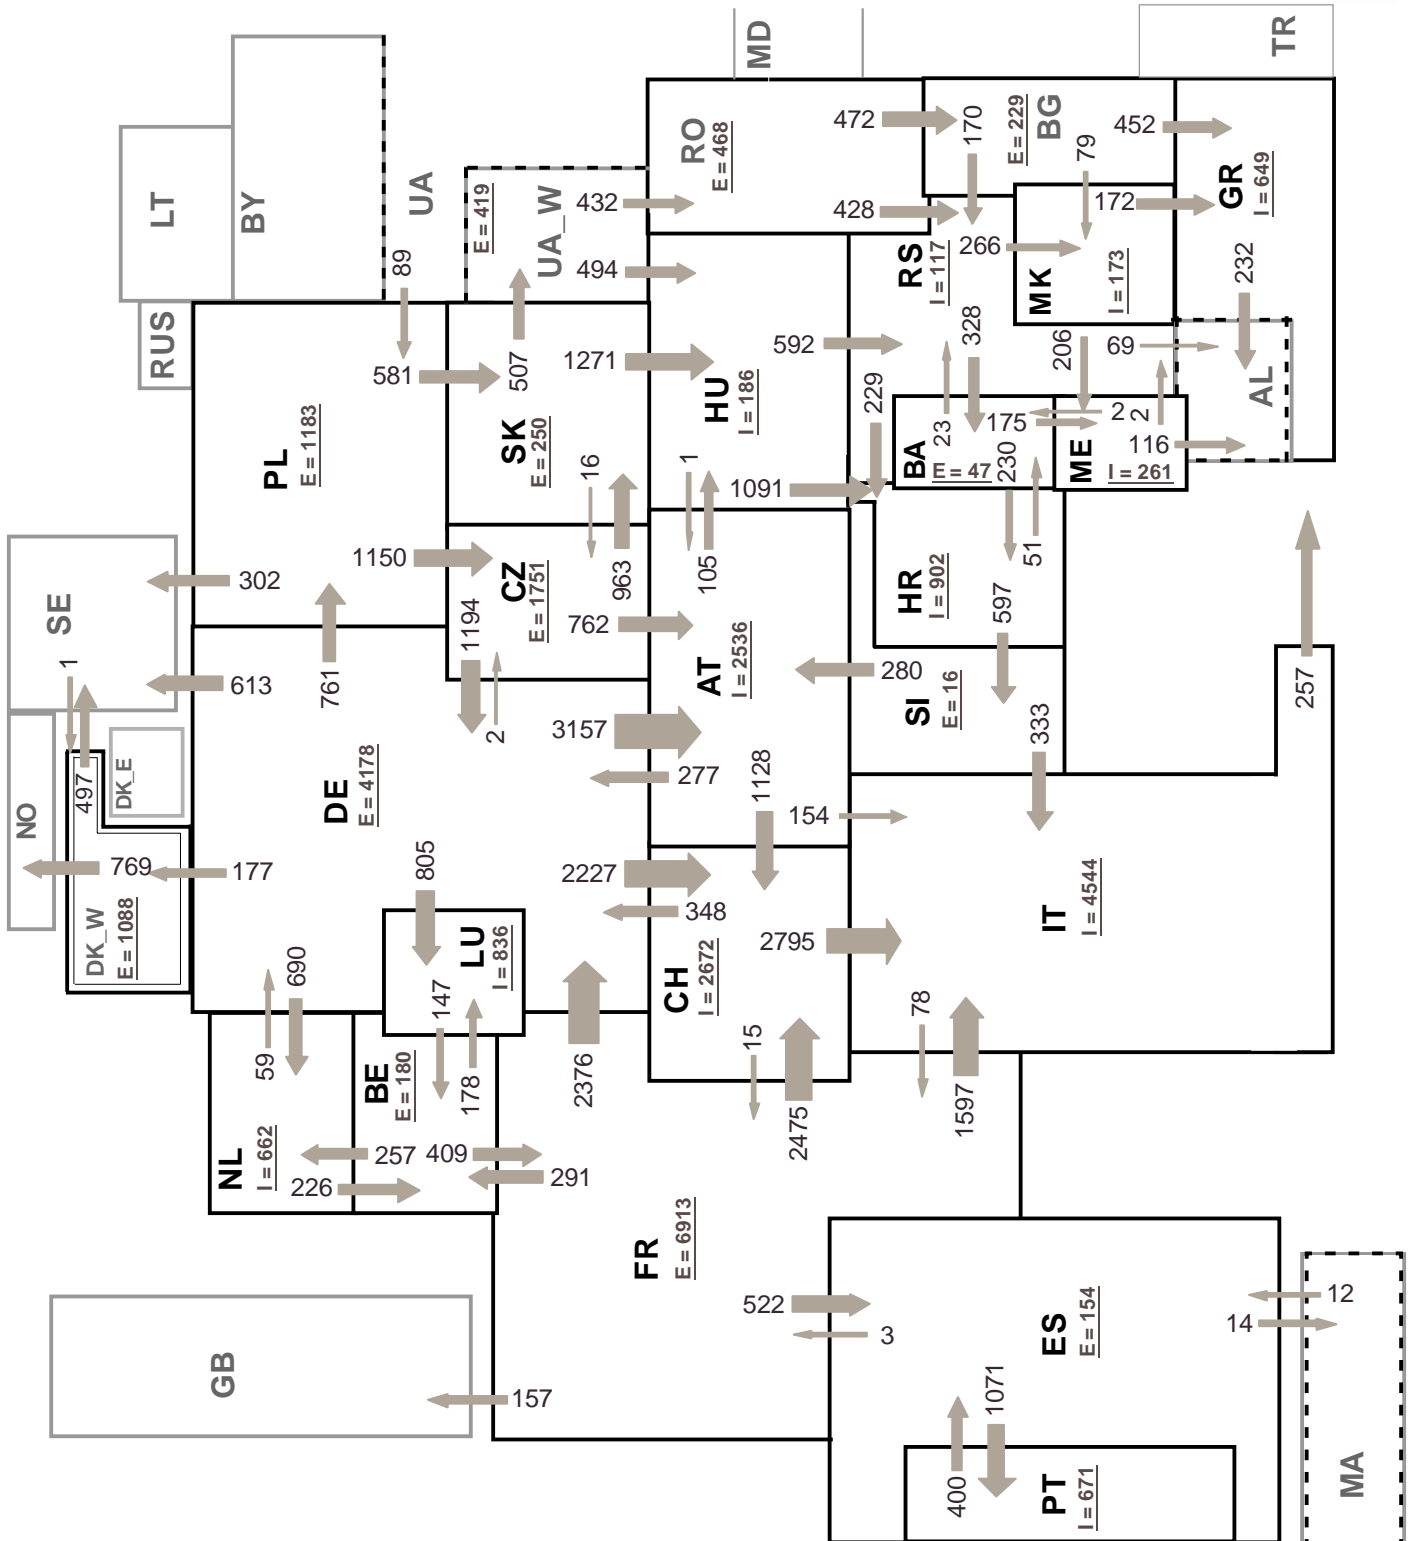 MD
TR
RO
E = 468
472
170
E = 229
BG
452
79
LT
BY
UA
E = 419
UA_W
432
428
172
GR
I = 649
89
494
RS
I = 117
266
MK
I = 173
232
RUS
581
507
1271
592
328
206
69
AL
PL
E = 1183
SK
E = 250
HU
I = 186
229
BA
E = 47
23
175
230
2
2
ME
I = 261
116
16
1
1091
51
1150
CZ
E = 1751
963
105
HR
I = 902
597
302
SE
1
613
761
1194
2
762
AT
I = 2536
280
SI
E = 16
333
257
3157
277
1128
154
DE
E = 4178
497
DK_E
NO
769
177
805
2227
348
IT
I = 4544
DK_W
E = 1088
690
LU
I = 836
CH
I = 2672
2795
147
59
BE
E = 180
178
2376
15
2475
78
1597
NL
I = 662
257
226
409
291
FR
E = 6913
522
3
ES
E = 154
12
14
GB
157
400
1071
PT
I = 671
MA